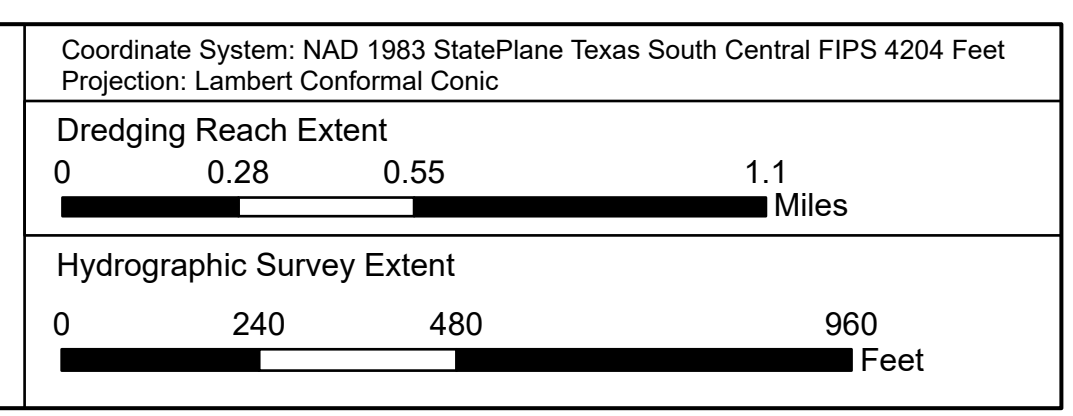 Coordinate System: NAD 1983 StatePlane Texas South Central FIPS 4204 Feet
Projection: Lambert Conformal Conic
Dredging Reach Extent
0 0.28 0.55 1.1
Miles
Hydrographic Survey Extent
0 240 480 960
Feet